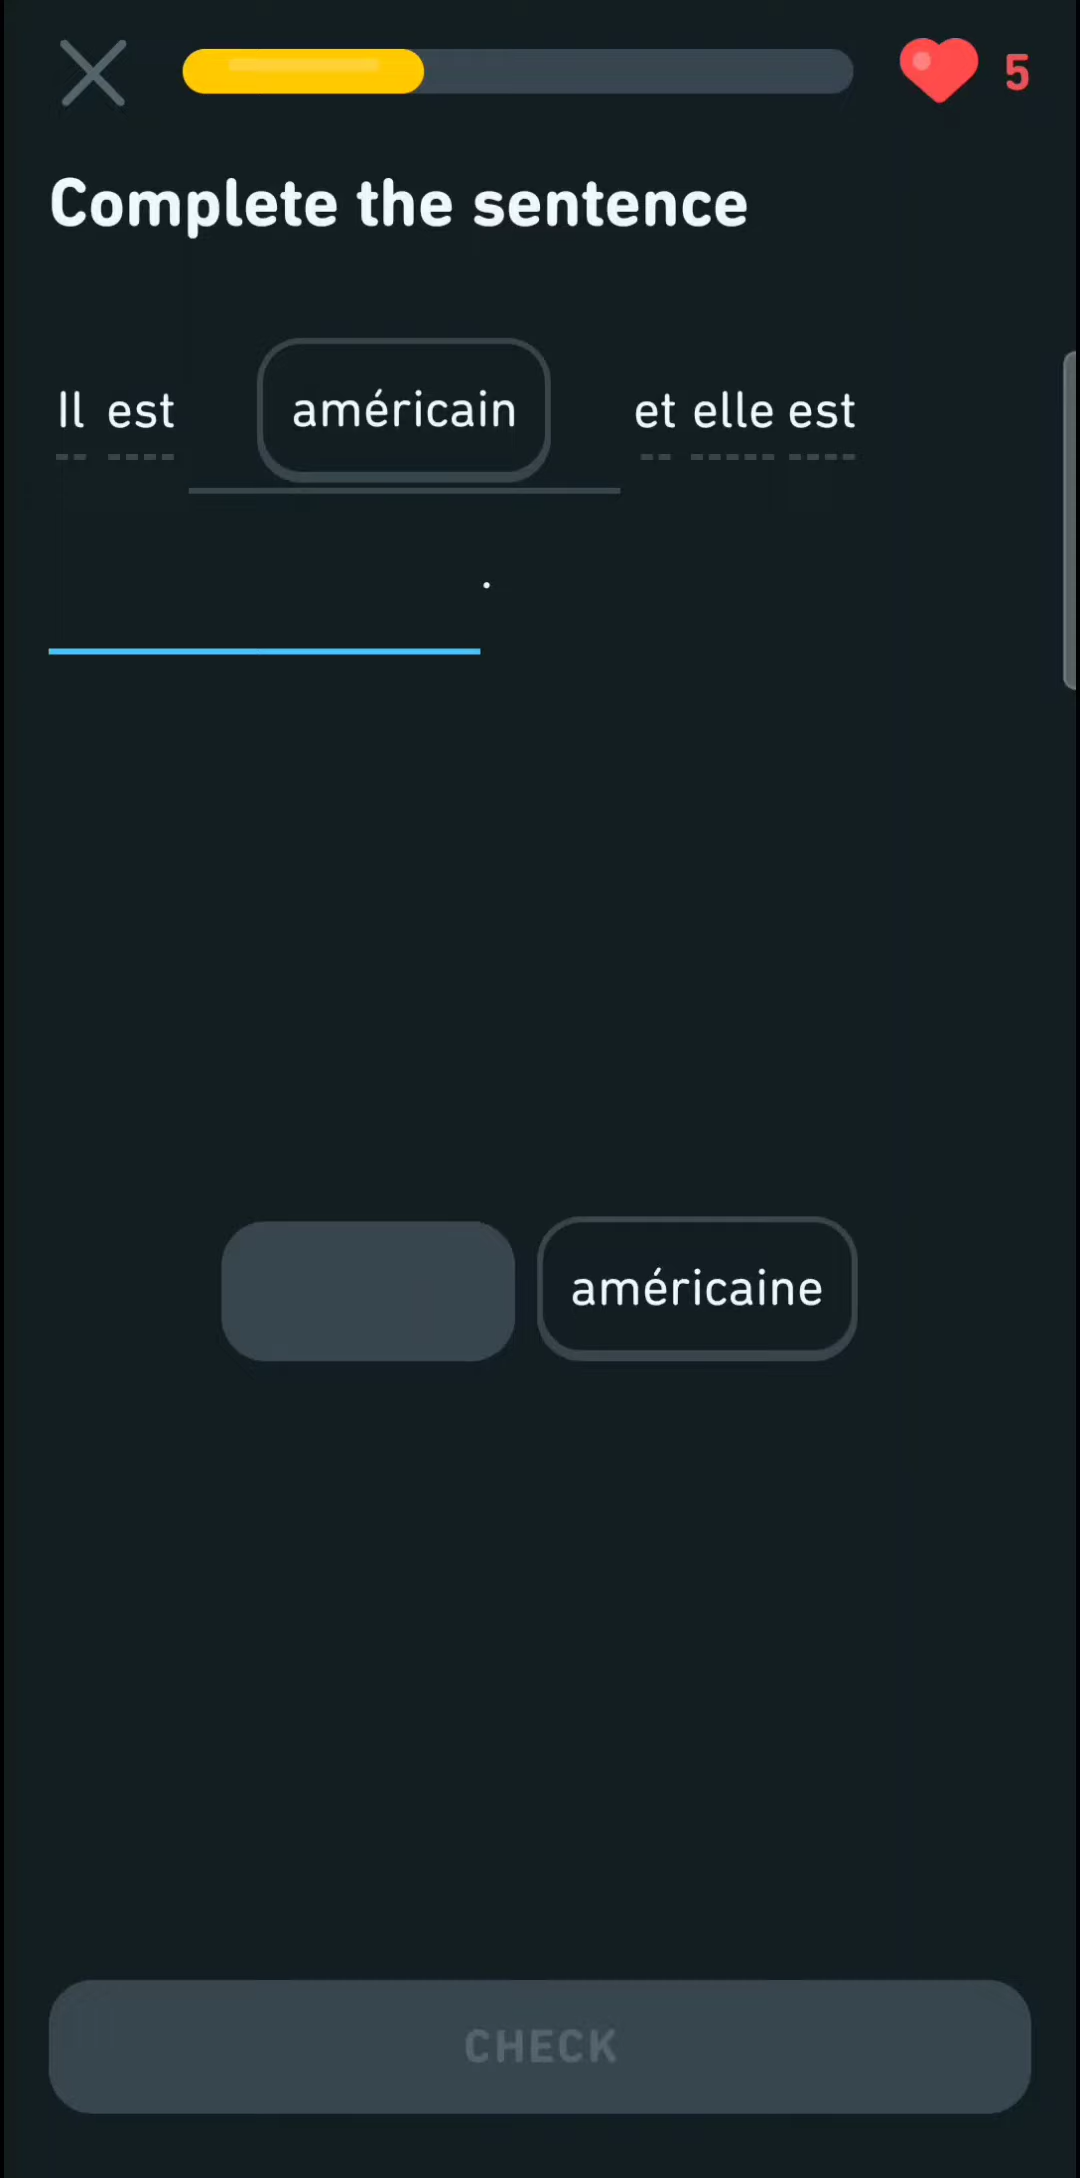 5
Complete the sentence
Il est américain et elle est
.
américaine
CHECK